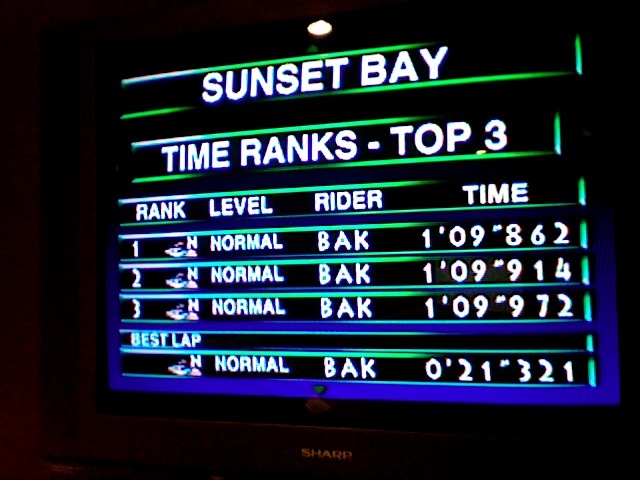 SUNSET BAY
TIME RANKS - TOP 3
RANK LEVEL RIDER TIME
1 N NORMAL BAK 1'09"862
2 N NORMAL BAK 1'09"914
3 N NORMAL BAK 1'09"972
BEST LAP
N NORMAL BAK 0'21"321
SHARP